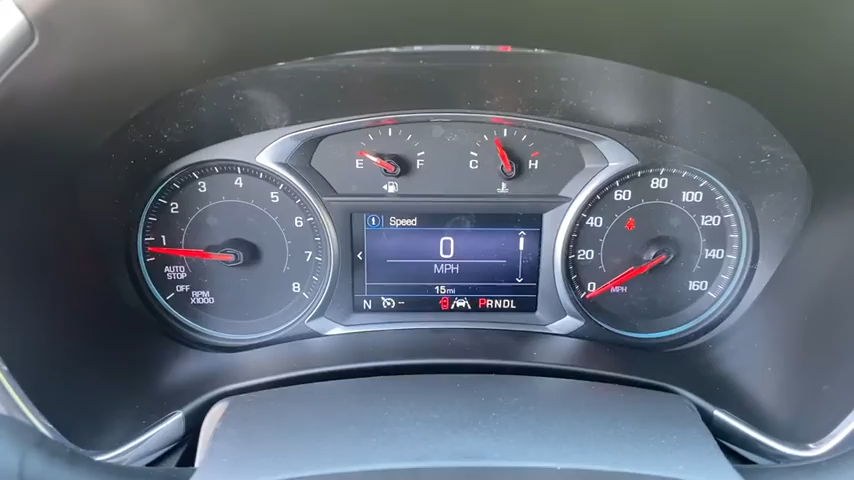 E F
C H
1 2 3 4 5 6 7 8
AUTO
STOP
OFF
RPM
X1000
Speed
0
MPH
15mi
N
PRNDL
0 20 40 60 80 100 120 140 160
MPH